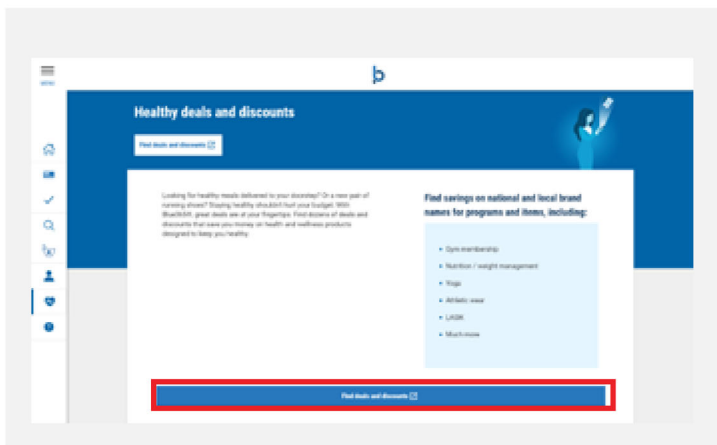 MENU
b
Healthy deals and discounts
Find deals and discounts
Looking for healthy meals delivered to your doorstep? Or a new pair of
running shoes? Staying healthy shouldn't hurt your budget. With
great deals are at your fingertips. Find dozens of deals and
discounts that save you money on health and wellness products
designed to keep you healthy.
Find savings on national and local brand
names for programs and items, including:
• Gym membership
• Nutrition / weight management
• Yoga
• Athletic wear
• LASIK
• Much more
Find deals and discounts